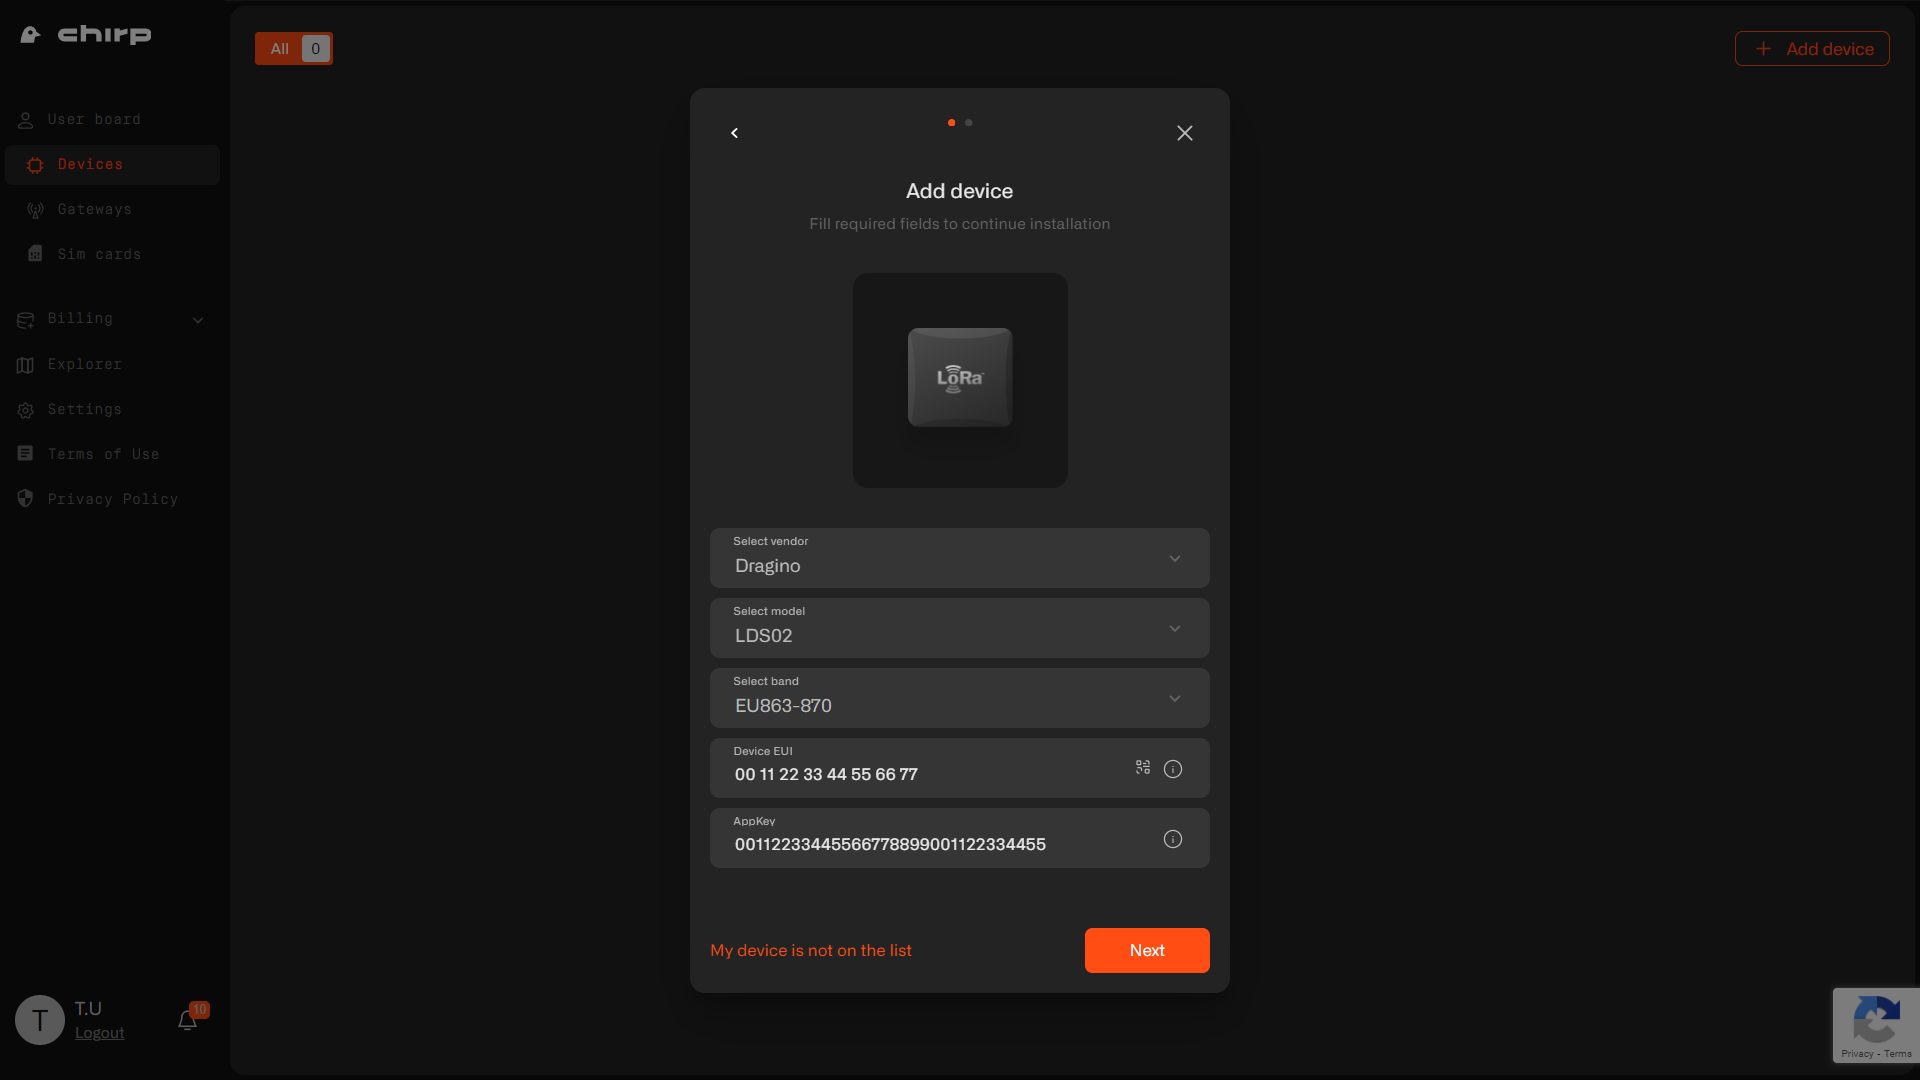 chirp
All 0
Add device
User board
Devices
Gateways
Sim cards
Billing
Explorer
Settings
Terms of Use
Privacy Policy
Add device
Fill required fields to continue installation
LoRa
Select vendor
Dragino
Select model
LDS02
Select band
EU863-870
Device EUI
00 11 22 33 44 55 66 77
AppKey
00112233445566778899001122334455
My device is not on the list
Next
T
T.U
Logout
10
Privacy - Terms